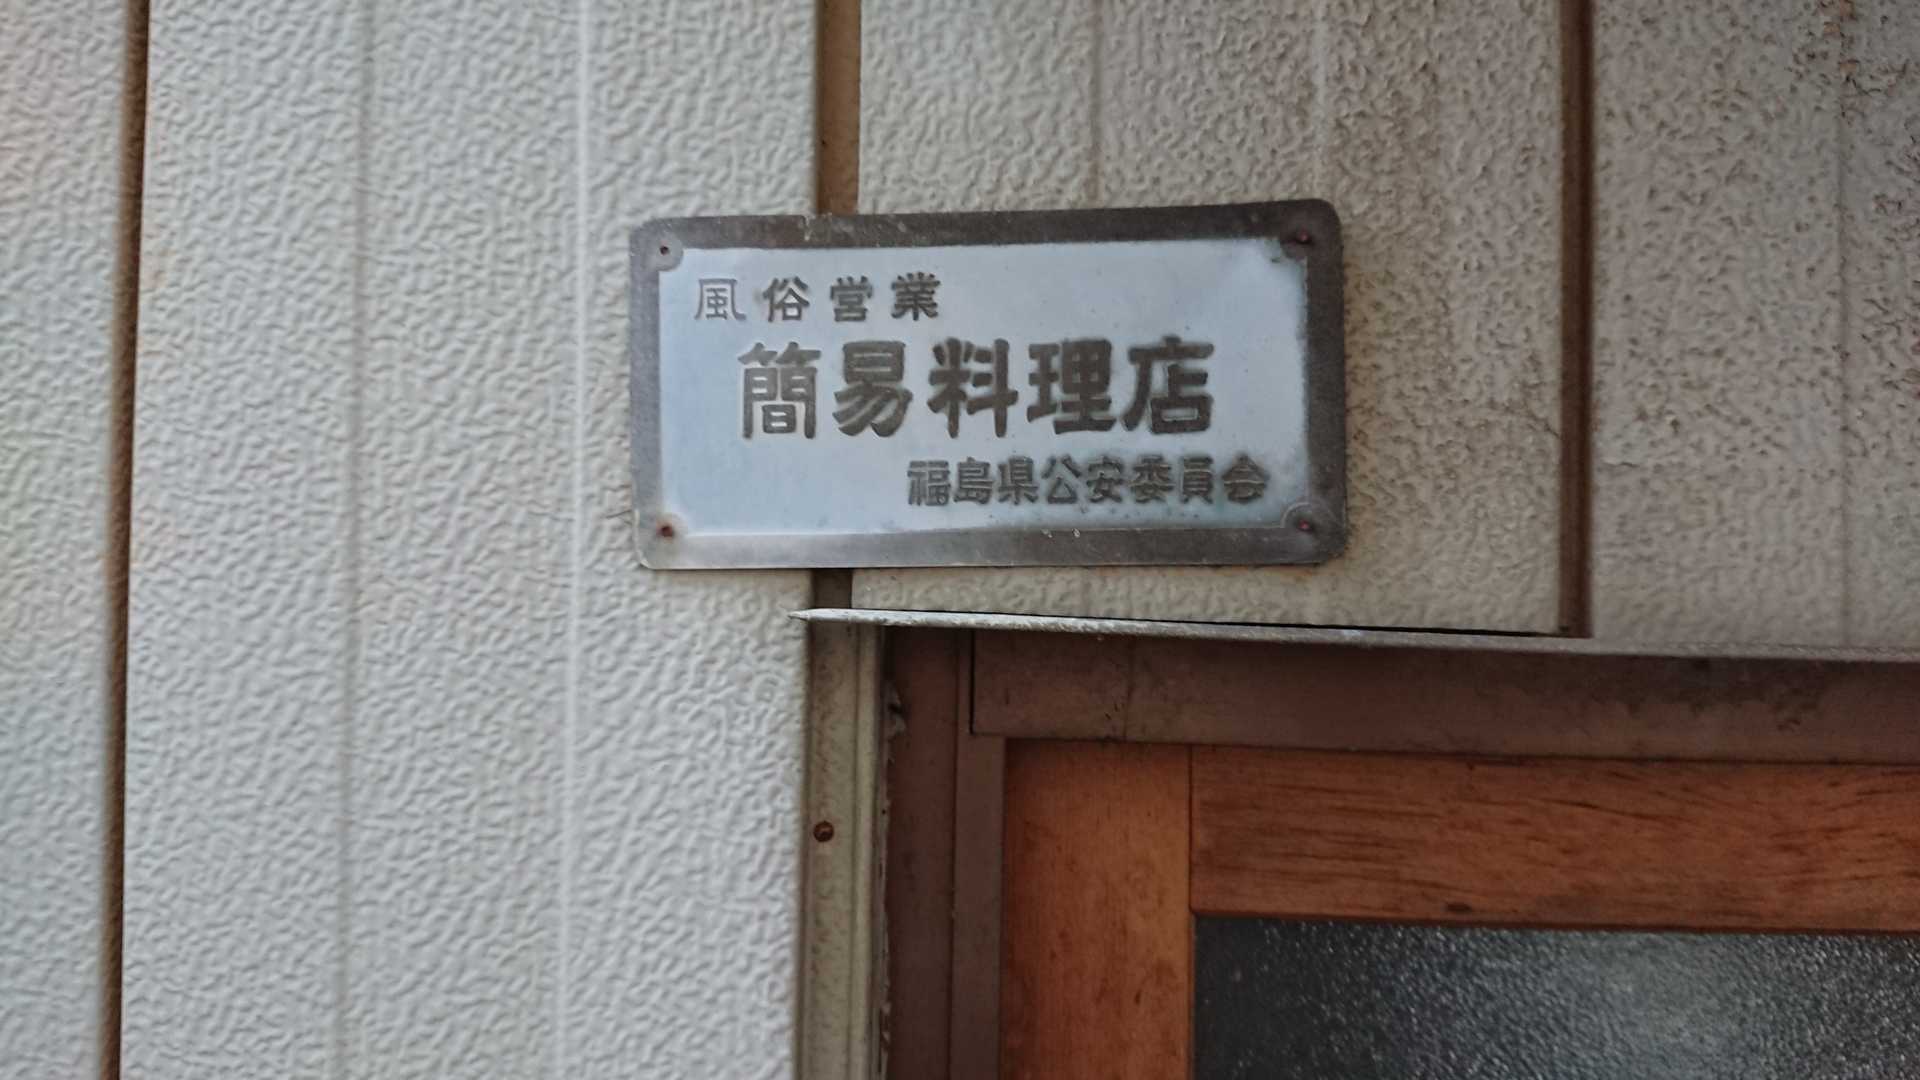 風俗営業
簡易料理店
福島県公安委員会